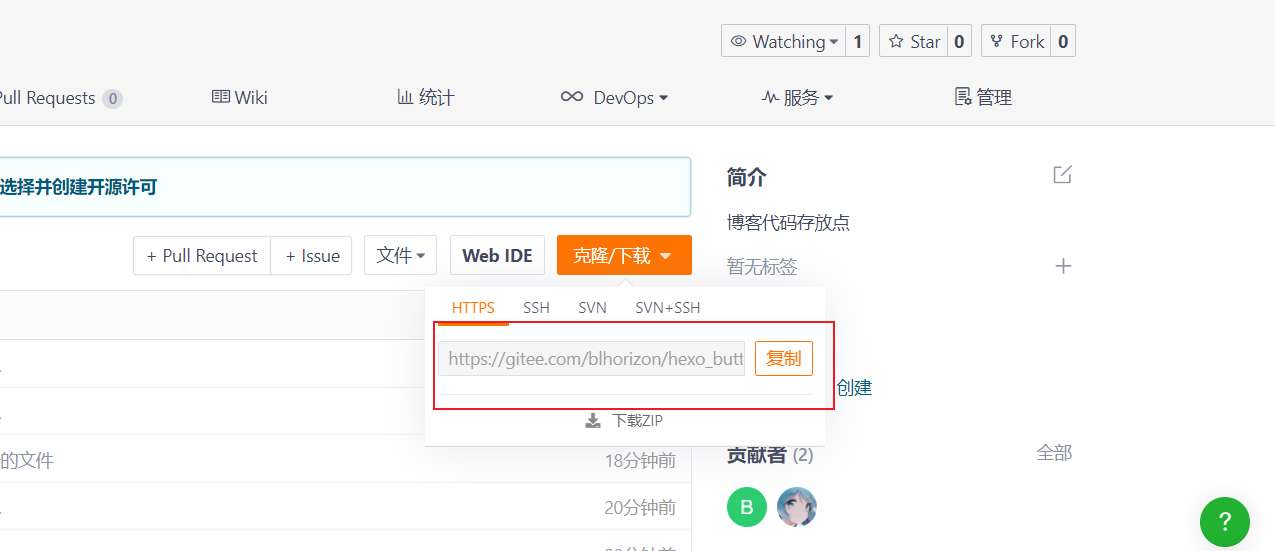 Watching 1 Star 0 Fork 0
Pull Requests 0 Wiki 统计 DevOps 服务 管理
选择并创建开源许可
简介
博客代码存放点
+ Pull Request + Issue 文件 Web IDE 克隆/下载
暂无标签
HTTPS SSH SVN SVN+SSH
https://gitee.com/blhorizon/hexo_butt 复制
创建
下载ZIP
的文件 18分钟前
贡献者 (2) 全部
20分钟前
B
?